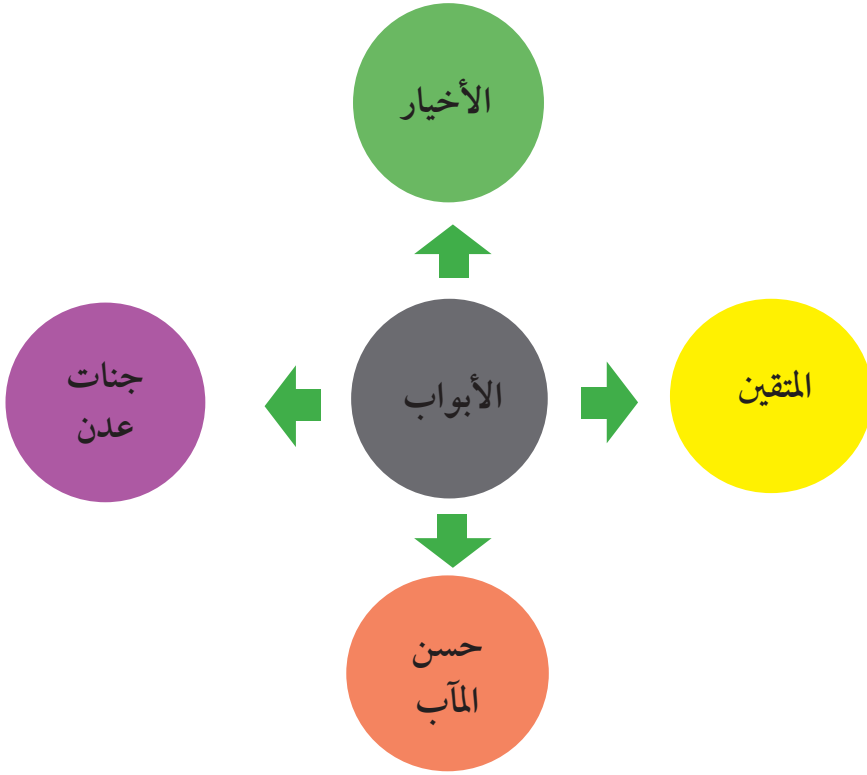 الأخيار
المتقين
الأبواب
جنات
عدن
حسن
المآب